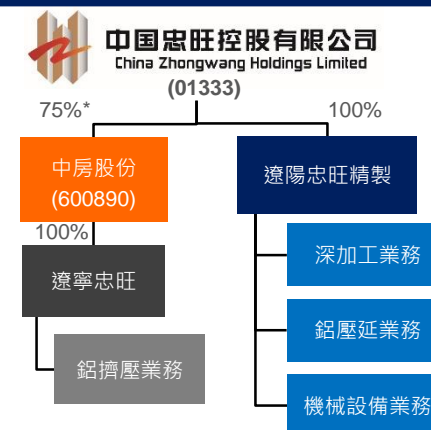 中国忠旺控股有限公司
China Zhongwang Holdings Limited
(01333)
75%*
100%
中房股份
(600890)
遼陽忠旺精製
100%
遼寧忠旺
深加工業務
鋁壓延業務
鋁擠壓業務
機械設備業務